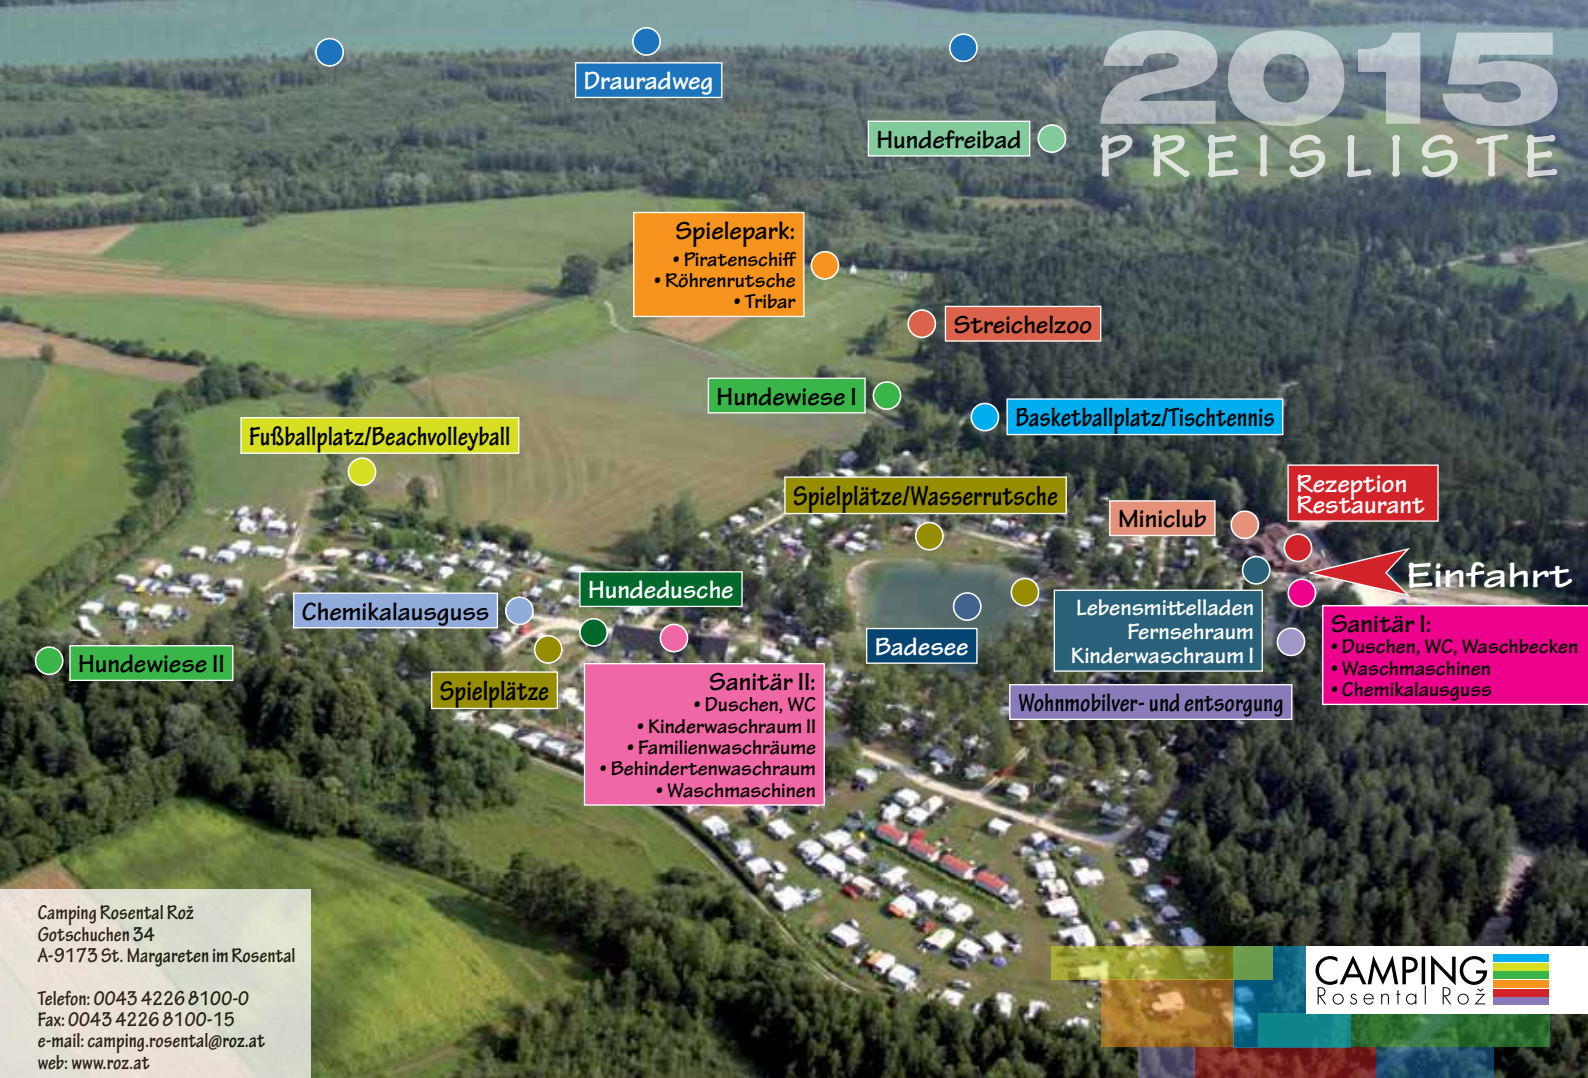 2015
PREISLISTE
Drauradweg
Hundefreibad
Spielepark:
• Piratenschiff
• Röhrenrutsche
• Tribar
Streichelzoo
Hundewiese I
Basketballplatz/Tischtennis
Fußballplatz/Beachvolleyball
Spielplätze/Wasserrutsche
Rezeption
Restaurant
Miniclub
Einfahrt
Hundedusche
Chemikalausguss
Lebensmittelladen
Fernsehraum
Kinderwaschraum I
Sanitär I:
• Duschen, WC, Waschbecken
• Waschmaschinen
• Chemikalausguss
Badesee
Hundewiese II
Spielplätze
Sanitär II:
• Duschen, WC
• Kinderwaschraum II
• Familienwaschräume
• Behindertenwaschraum
• Waschmaschinen
Wohnmobilver- und entsorgung
Camping Rosental Rož
Gotschuchen 34
A-9173 St. Margareten im Rosental
Telefon: 0043 4226 8100-0
Fax: 0043 4226 8100-15
e-mail: camping.rosental@roz.at
web: www.roz.at
CAMPING
Rosental Rož